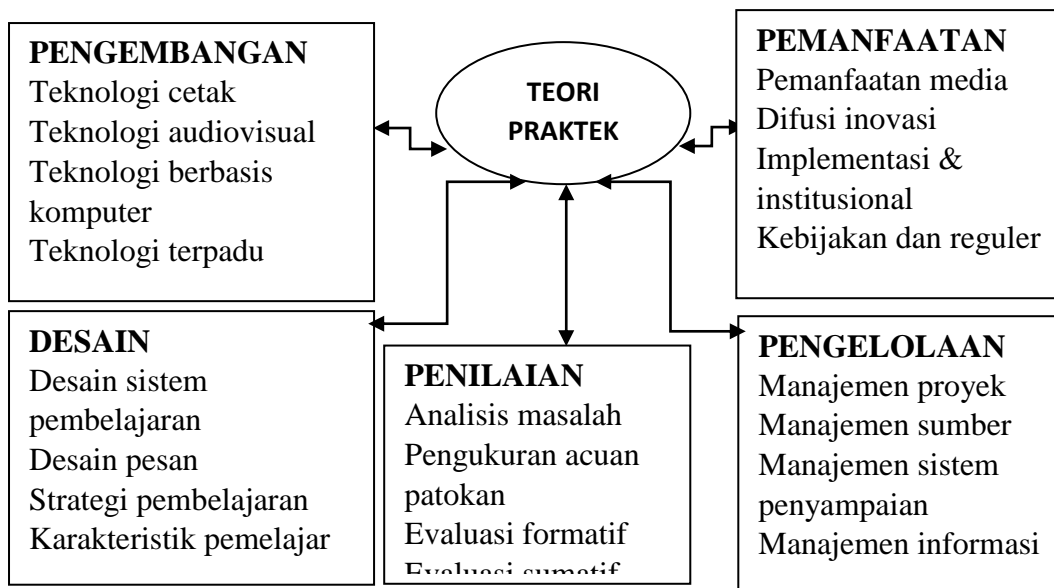 PENGEMBANGAN
Teknologi cetak
Teknologi audiovisual
Teknologi berbasis
komputer
Teknologi terpadu
TEORI
PRAKTEK
PEMANFAATAN
Pemanfaatan media
Difusi inovasi
Implementasi &
institusional
Kebijakan dan reguler
DESAIN
Desain sistem
pembelajaran
Desain pesan
Strategi pembelajaran
Karakteristik pemelajar
PENILAIAN
Analisis masalah
Pengukuran acuan
patokan
Evaluasi formatif
Evaluasi sumatif
PENGELOLAAN
Manajemen proyek
Manajemen sumber
Manajemen sistem
penyampaian
Manajemen informasi